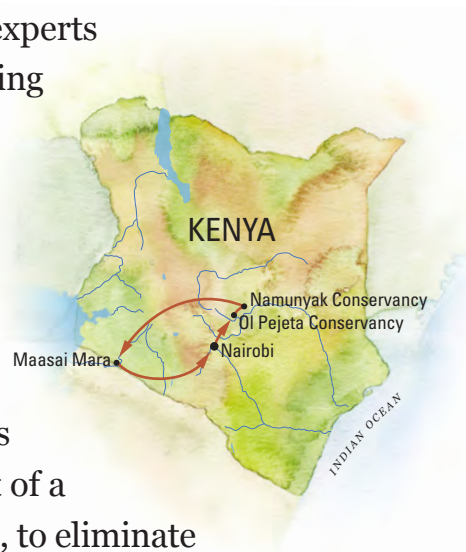 experts
ing
KENYA
Namunyak Conservancy
Ol Pejeta Conservancy
Nairobi
Maasai Mara
INDIAN OCEAN
s
t of a
, to eliminate